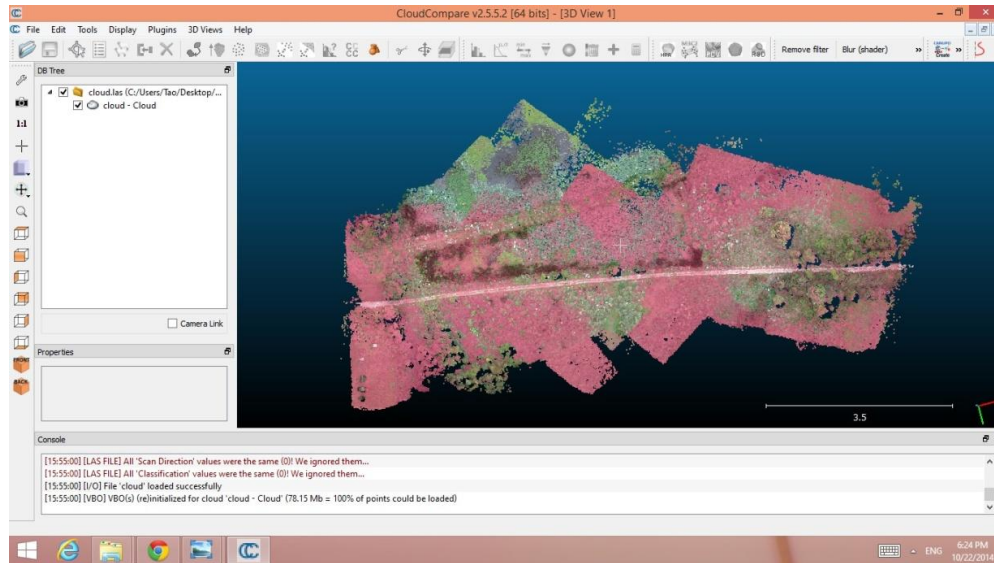 CloudCompare v2.5.5.2 [64 bits] - [3D View 1]
File Edit Tools Display Plugins 3D Views Help
Remove filter Blur (shader) » »
DB Tree
cloud.las (C:/Users/Tao/Desktop/...
cloud - Cloud
1:1
Camera Link
Properties
FRONT
BACK
3.5
Console
[15:55:00] [LAS FILE] All 'Scan Direction' values were the same (0)! We ignored them...
[15:55:00] [LAS FILE] All 'Classification' values were the same (0)! We ignored them...
[15:55:00] [I/O] File 'cloud' loaded successfully
[15:55:00] [VBO] VBO(s) (re)initialized for cloud 'cloud - Cloud' (78.15 Mb = 100% of points could be loaded)
ENG
6:24 PM
10/22/2014